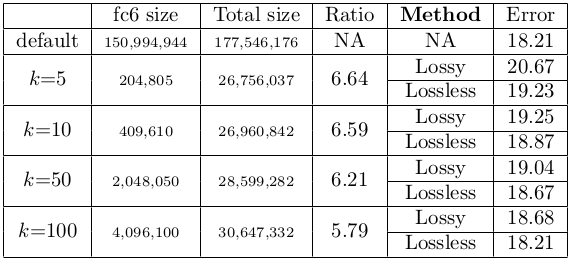 fc6 size Total size Ratio Method Error
default 150,994,944 177,546,176 NA NA 18.21
k=5 204,805 26,756,037 6.64 Lossy 20.67
Lossless 19.23
k=10 409,610 26,960,842 6.59 Lossy 19.25
Lossless 18.87
k=50 2,048,050 28,599,282 6.21 Lossy 19.04
Lossless 18.67
k=100 4,096,100 30,647,332 5.79 Lossy 18.68
Lossless 18.21